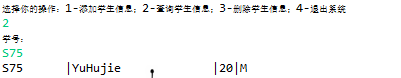 选择你的操作：1-添加学生信息；2-查询学生信息；3-删除学生信息；4-退出系统
2
学号：
S75
S75      |YuHujie             |20|M